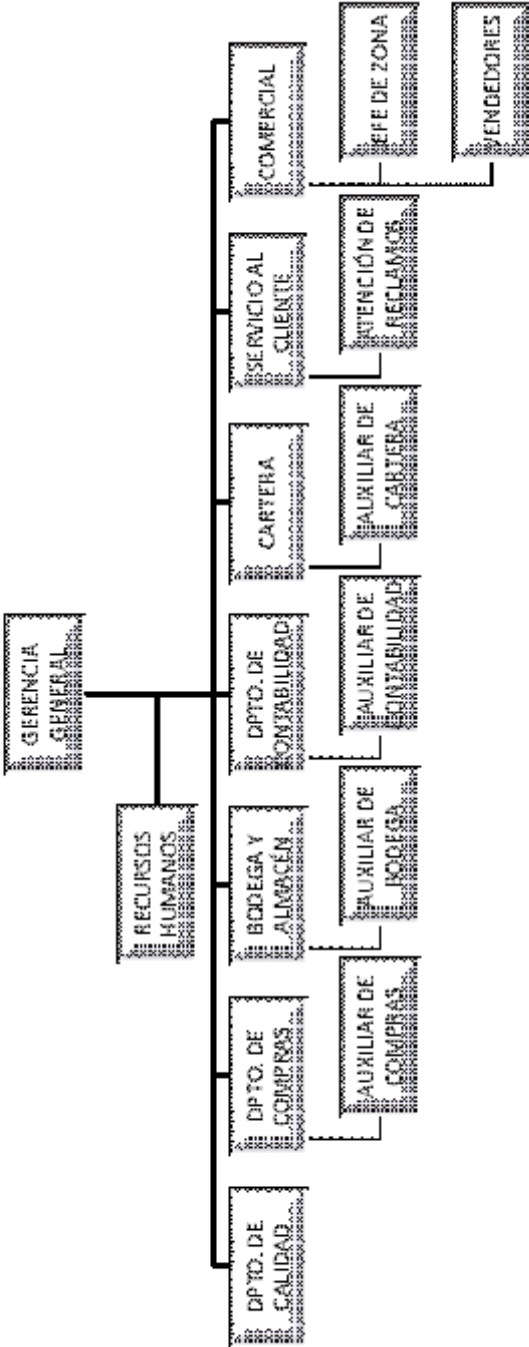 GERENCIA
GENERAL
RECURSOS
HUMANOS
DPTO. DE
CALIDAD
DPTO. DE
COMPRAS
BODEGA Y
ALMACÉN
DPTO. DE
CONTABILIDAD
CARTERA
SERVICIO AL
CLIENTE
COMERCIAL
AUXILIAR DE
COMPRAS
AUXILIAR DE
BODEGA
AUXILIAR DE
CONTABILIDAD
AUXILIAR DE
CARTERA
ATENCIÓN DE
RECLAMOS
JEFE DE ZONA
VENDEDORES